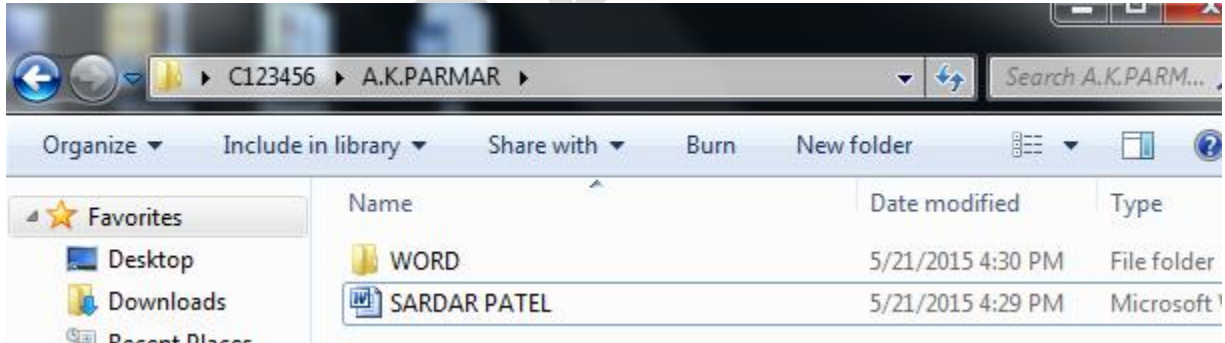 C123456 A.K.PARMAR Search A.K.PARM...
Organize Include in library Share with Burn New folder
Favorites Name Date modified Type
Desktop WORD 5/21/2015 4:30 PM File folder
Downloads SARDAR PATEL 5/21/2015 4:29 PM Microsoft
Recent Places